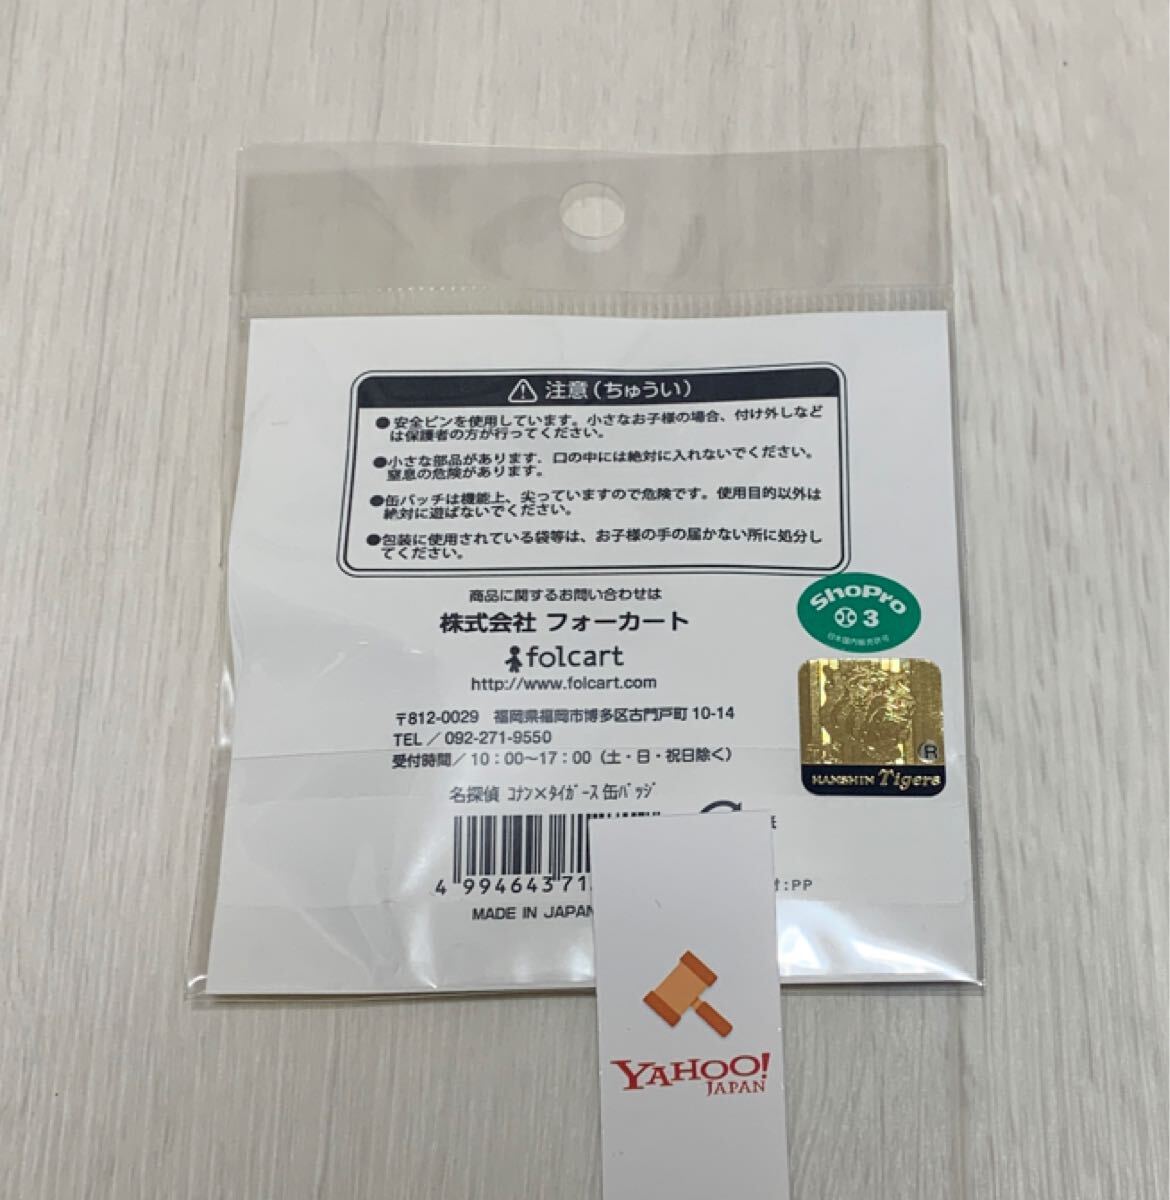 注意(ちゅうい)
●安全ピンを使用しています。小さなお子様の場合、付け外しなど
は保護者の方が行ってください。
●小さな部品があります. 口の中には絶対に入れないでください。
窒息の危険があります。
●缶バッチは機能上、尖っていますので危険です。使用目的以外は
絶対に遊ばないでください。
●包装に使用されている袋等は、お子様の手の届かない所に処分し
てください。
商品に関するお問い合わせは
株式会社 フォーカート
folcart
http://www.folcart.com
〒812-0029 福岡県福岡市博多区古門戸町 10-14
TEL／092-271-9550
受付時間／10：00〜17：00（土・日・祝日除く）
名探偵 ｺﾅﾝ×ﾀｲｶﾞｰｽ 缶ﾊﾞｯｼﾞ
ShoPro
3
日本国内販売許可
R
HANSHIN Tigers
4 994643 71
:PP
MADE IN JAPAN
YAHOO!
JAPAN